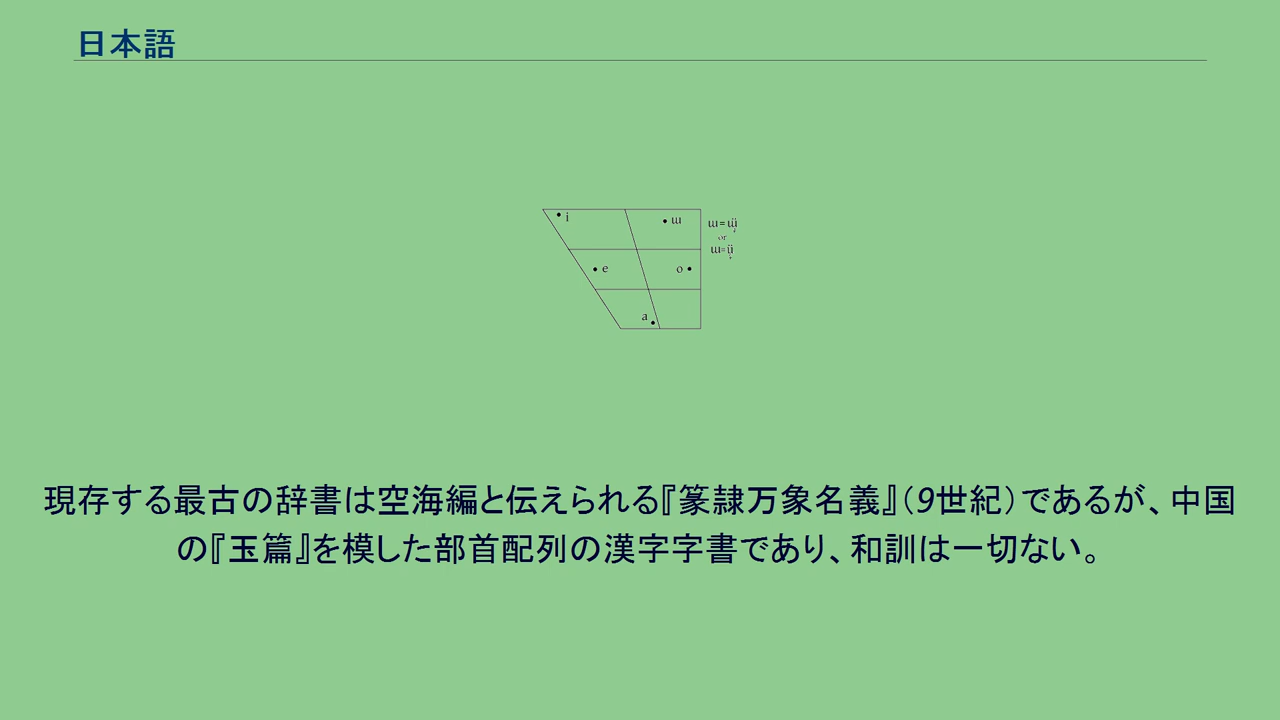 日本語
i
ɯ
ɯ=ɯ̹̈
or
ɯ=ü̹
e
o
a
現存する最古の辞書は空海編と伝えられる『篆隷万象名義』（9世紀）であるが、中国
の『玉篇』を模した部首配列の漢字字書であり、和訓は一切ない。